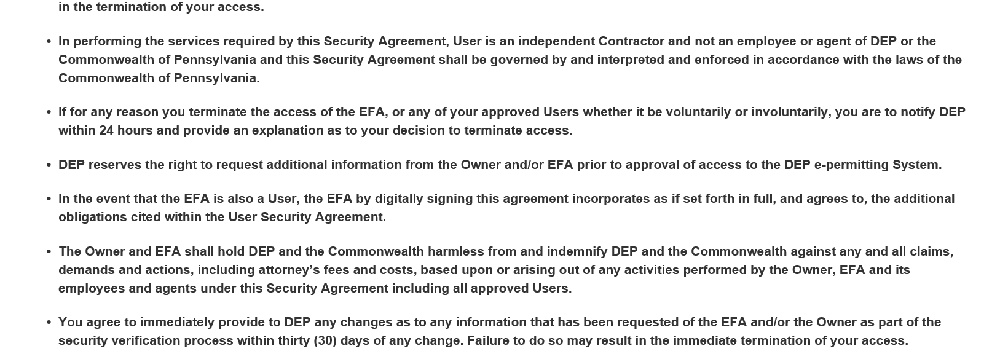 in the termination of your access.
• In performing the services required by this Security Agreement, User is an independent Contractor and not an employee or agent of DEP or the
Commonwealth of Pennsylvania and this Security Agreement shall be governed by and interpreted and enforced in accordance with the laws of the
Commonwealth of Pennsylvania.
• If for any reason you terminate the access of the EFA, or any of your approved Users whether it be voluntarily or involuntarily, you are to notify DEP
within 24 hours and provide an explanation as to your decision to terminate access.
• DEP reserves the right to request additional information from the Owner and/or EFA prior to approval of access to the DEP e-permitting System.
• In the event that the EFA is also a User, the EFA by digitally signing this agreement incorporates as if set forth in full, and agrees to, the additional
obligations cited within the User Security Agreement.
• The Owner and EFA shall hold DEP and the Commonwealth harmless from and indemnify DEP and the Commonwealth against any and all claims,
demands and actions, including attorney’s fees and costs, based upon or arising out of any activities performed by the Owner, EFA and its
employees and agents under this Security Agreement including all approved Users.
• You agree to immediately provide to DEP any changes as to any information that has been requested of the EFA and/or the Owner as part of the
security verification process within thirty (30) days of any change. Failure to do so may result in the immediate termination of your access.